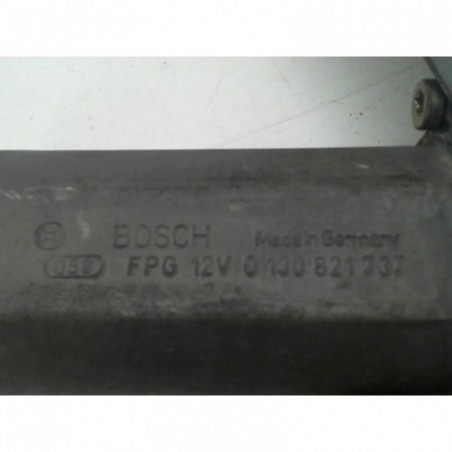 BOSCH Made in Germany
FPG 12V 0 130 821 737